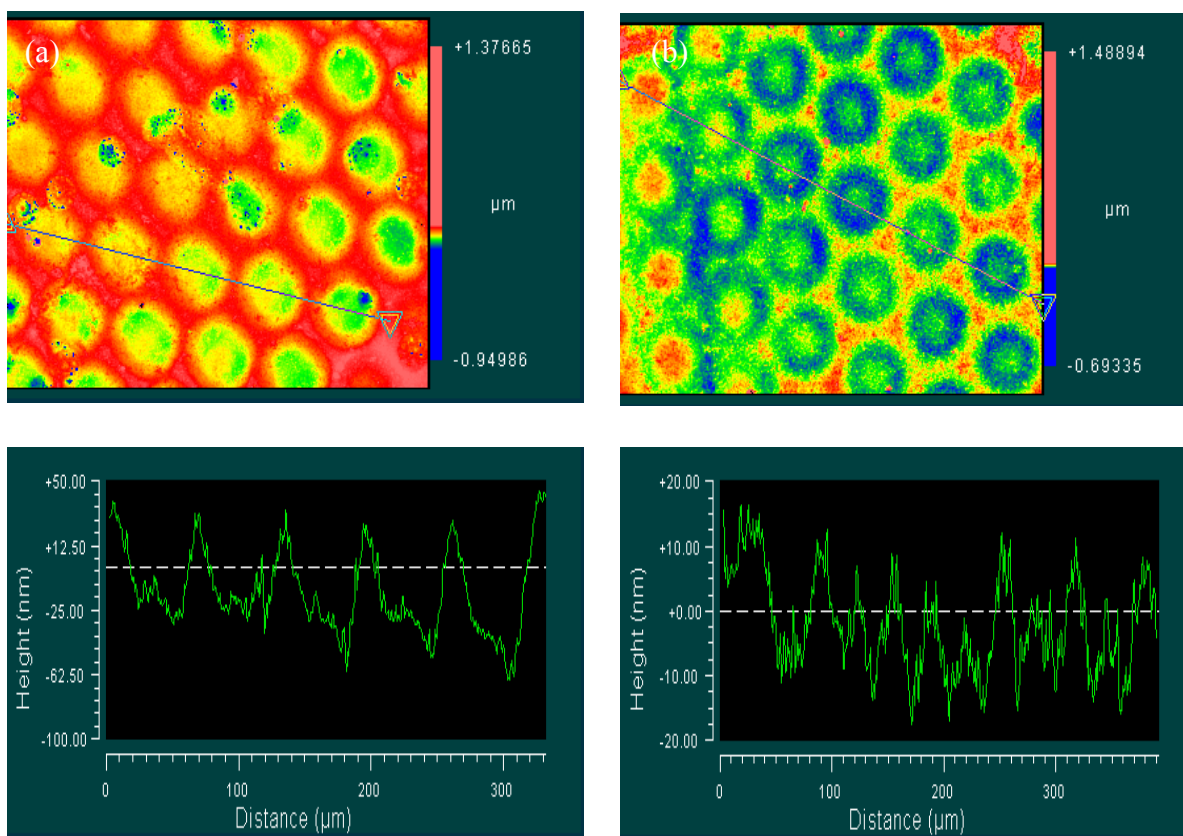 (a)
+1.37665
µm
-0.94986
(b)
+1.48894
µm
-0.69335
+50.00
+12.50
-25.00
-62.50
-100.00
Height (nm)
0 100 200 300
Distance (µm)
+20.00
+10.00
+0.00
-10.00
-20.00
Height (nm)
0 100 200 300
Distance (µm)